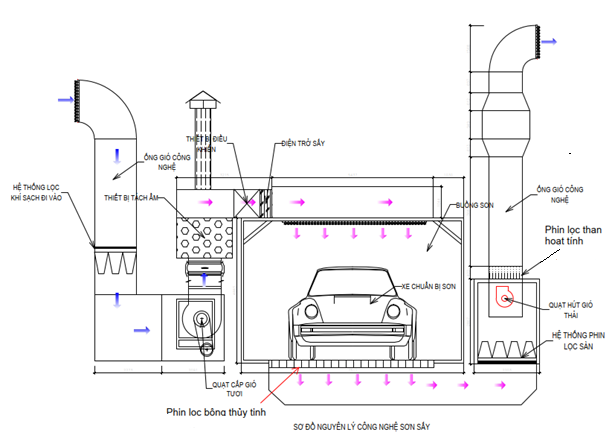 THIẾT BỊ ĐIỀU
KHIỂN
ĐIỆN TRỞ SẤY
ỐNG GIÓ CÔNG
NGHỆ
HỆ THỐNG LỌC
KHÍ SẠCH ĐI VÀO
THIẾT BỊ TÁCH ẨM
BUỒNG SƠN
ỐNG GIÓ CÔNG
NGHỆ
Phin lọc than
hoạt tính
XE CHUẨN BỊ SƠN
QUẠT HÚT GIÓ
THẢI
HỆ THỐNG PHIN
LỌC SÀN
QUẠT CẤP GIÓ
TƯƠI
Phin lọc bông thủy tinh
SƠ ĐỒ NGUYÊN LÝ CÔNG NGHỆ SƠN SẤY